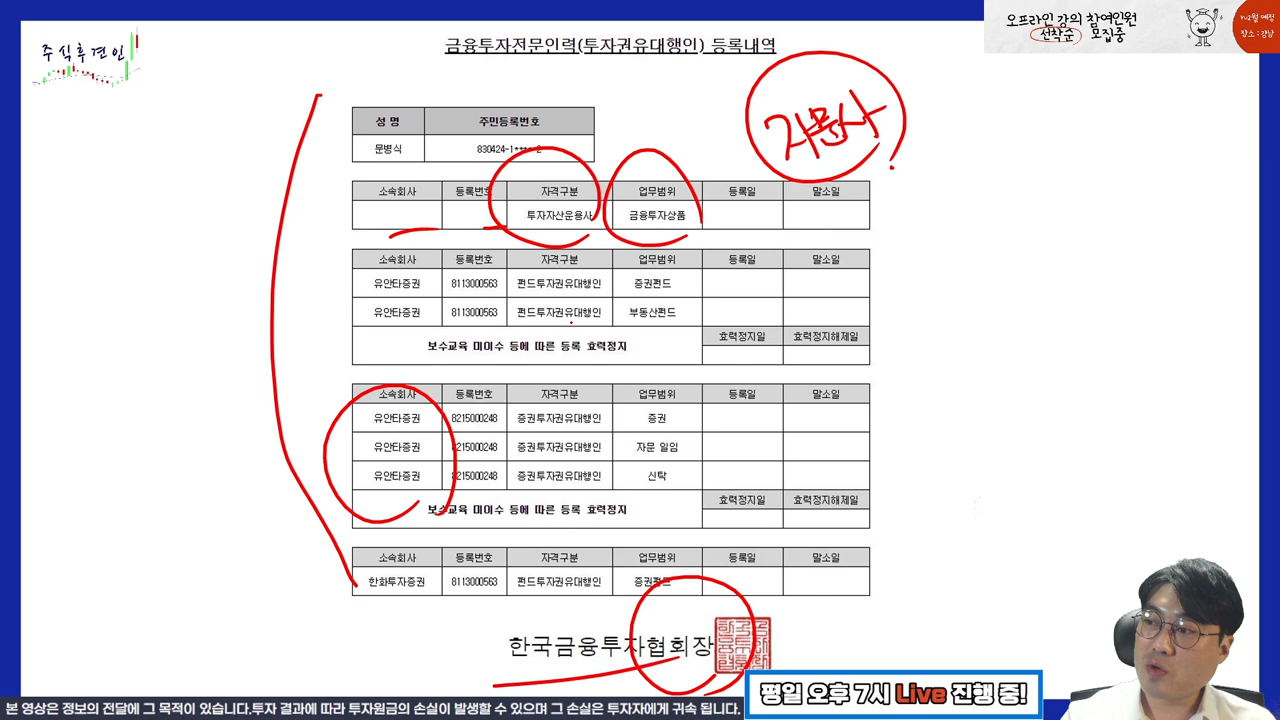 주식후견인
금융투자전문인력(투자권유대행인) 등록내역
오프라인 강의 참여인원
선착순 모집중
12월 예정
장소 : 강남
자문사
성 명 주민등록번호
문병식 830424-1****-2
소속회사 등록번호 자격구분 업무범위 등록일 말소일
투자자산운용사 금융투자상품
소속회사 등록번호 자격구분 업무범위 등록일 말소일
유안타증권 8113000563 펀드투자권유대행인 증권펀드
유안타증권 8113000563 펀드투자권유대행인 부동산펀드
보수교육 미이수 등에 따른 등록 효력정지 효력정지일 효력정지해제일
소속회사 등록번호 자격구분 업무범위 등록일 말소일
유안타증권 8215000248 증권투자권유대행인 증권
유안타증권 8215000248 증권투자권유대행인 자문 일임
유안타증권 8215000248 증권투자권유대행인 신탁
보수교육 미이수 등에 따른 등록 효력정지 효력정지일 효력정지해제일
소속회사 등록번호 자격구분 업무범위 등록일 말소일
한화투자증권 8113000563 펀드투자권유대행인 증권펀드
한국금융투자협회장
평일 오후 7시 Live 진행 중!
본 영상은 정보의 전달에 그 목적이 있습니다.투자 결과에 따라 투자원금의 손실이 발생할 수 있으며 그 손실은 투자자에게 귀속 됩니다.